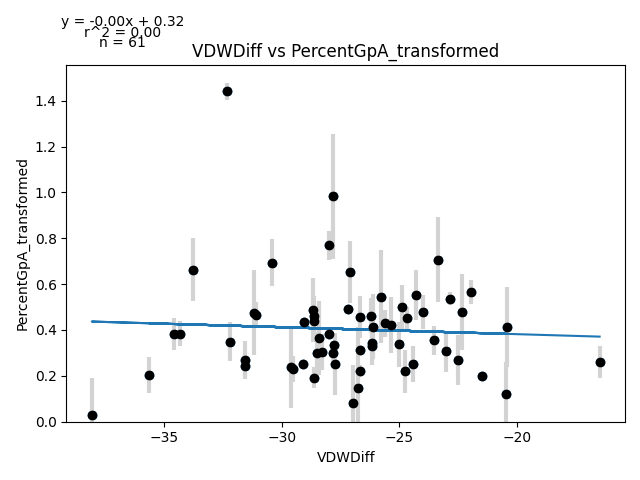 y = -0.00x + 0.32
r^2 = 0.00
n = 61
VDWDiff vs PercentGpA_transformed
1.4
1.2
1.0
0.8
0.6
0.4
0.2
0.0
PercentGpA_transformed
−35
−30
−25
−20
VDWDiff